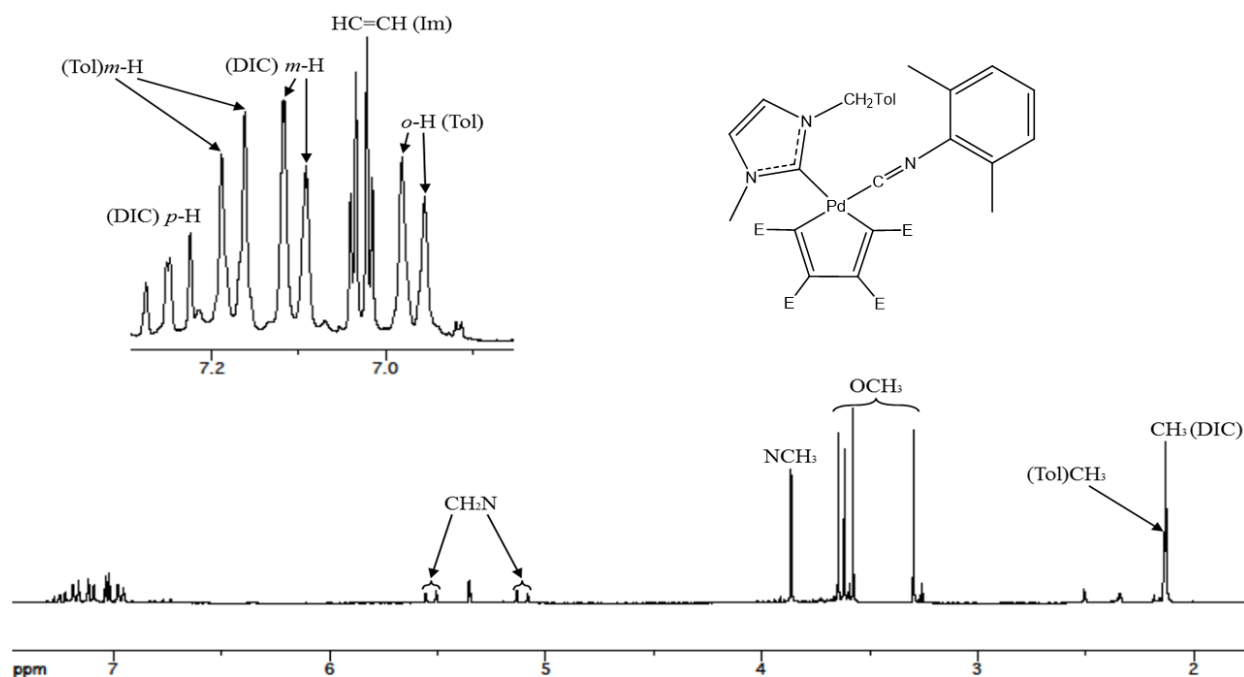 HC=CH (Im)
(Tol)m-H
(DIC) m-H
o-H (Tol)
(DIC) p-H
7.2
7.0
N
CH₂Tol
N
C
N
Pd
E
E
E
E
OCH₃
CH₃ (DIC)
NCH₃
(Tol)CH₃
CH₂N
ppm
7
6
5
4
3
2